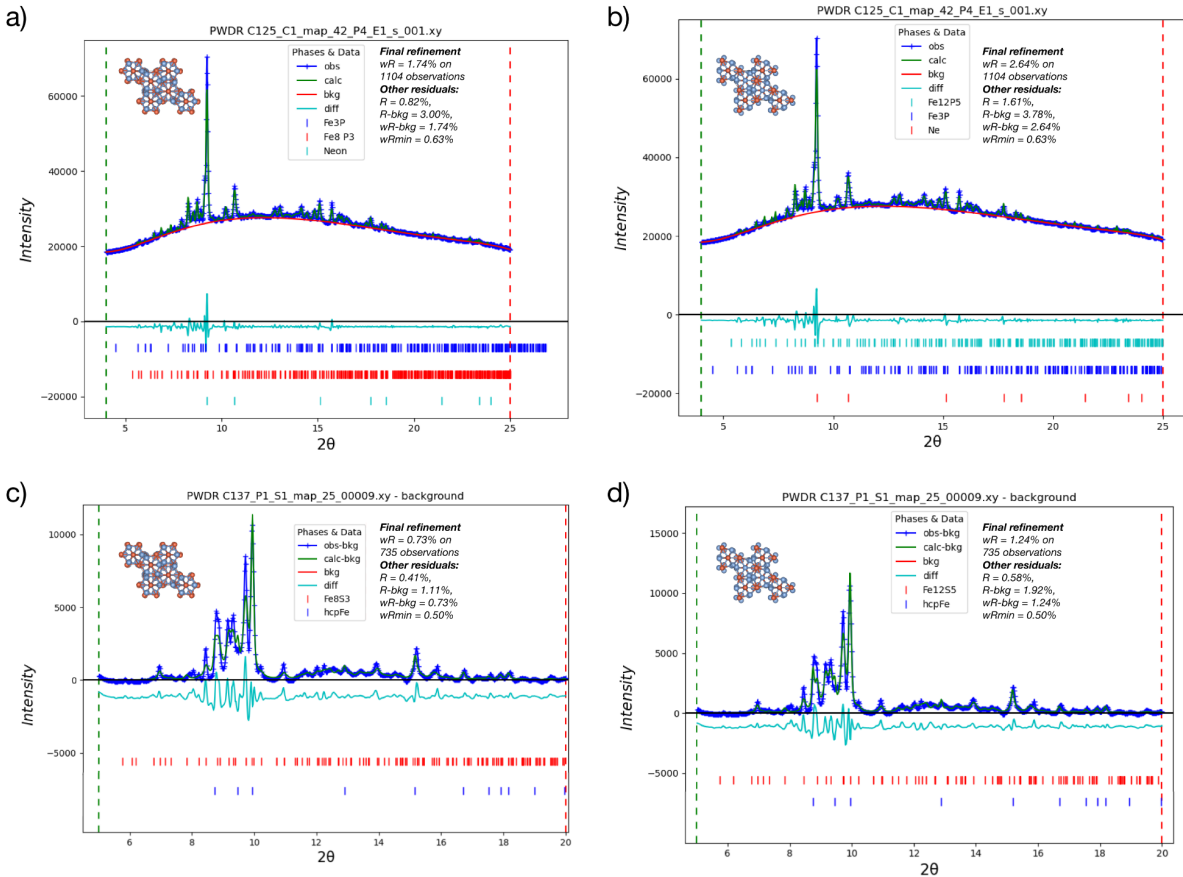 a)
PWDR C125_C1_map_42_P4_E1_s_001.xy
Phases & Data
obs
calc
bkg
diff
Fe3P
Fe8 P3
Neon
Final refinement
wR = 1.74% on
1104 observations
Other residuals:
R = 0.82%,
R-bkg = 3.00%,
wR-bkg = 1.74%
wRmin = 0.63%
Intensity
60000
40000
20000
0
−20000
5
10
15
20
25
2θ
b)
PWDR C125_C1_map_42_P4_E1_s_001.xy
Phases & Data
obs
calc
bkg
diff
Fe12P5
Fe3P
Ne
Final refinement
wR = 2.64% on
1104 observations
Other residuals:
R = 1.61%,
R-bkg = 3.78%,
wR-bkg = 2.64%
wRmin = 0.63%
Intensity
60000
40000
20000
0
−20000
5
10
15
20
25
2θ
c)
PWDR C137_P1_S1_map_25_00009.xy - background
Phases & Data
obs-bkg
calc-bkg
bkg
diff
Fe8S3
hcpFe
Final refinement
wR = 0.73% on
735 observations
Other residuals:
R = 0.41%,
R-bkg = 1.11%,
wR-bkg = 0.73%
wRmin = 0.50%
Intensity
10000
5000
0
−5000
6
8
10
12
14
16
18
20
2θ
d)
PWDR C137_P1_S1_map_25_00009.xy - background
Phases & Data
obs-bkg
calc-bkg
bkg
diff
Fe12S5
hcpFe
Final refinement
wR = 1.24% on
735 observations
Other residuals:
R = 0.58%,
R-bkg = 1.92%,
wR-bkg = 1.24%
wRmin = 0.50%
Intensity
15000
10000
5000
0
−5000
−10000
6
8
10
12
14
16
18
20
2θ